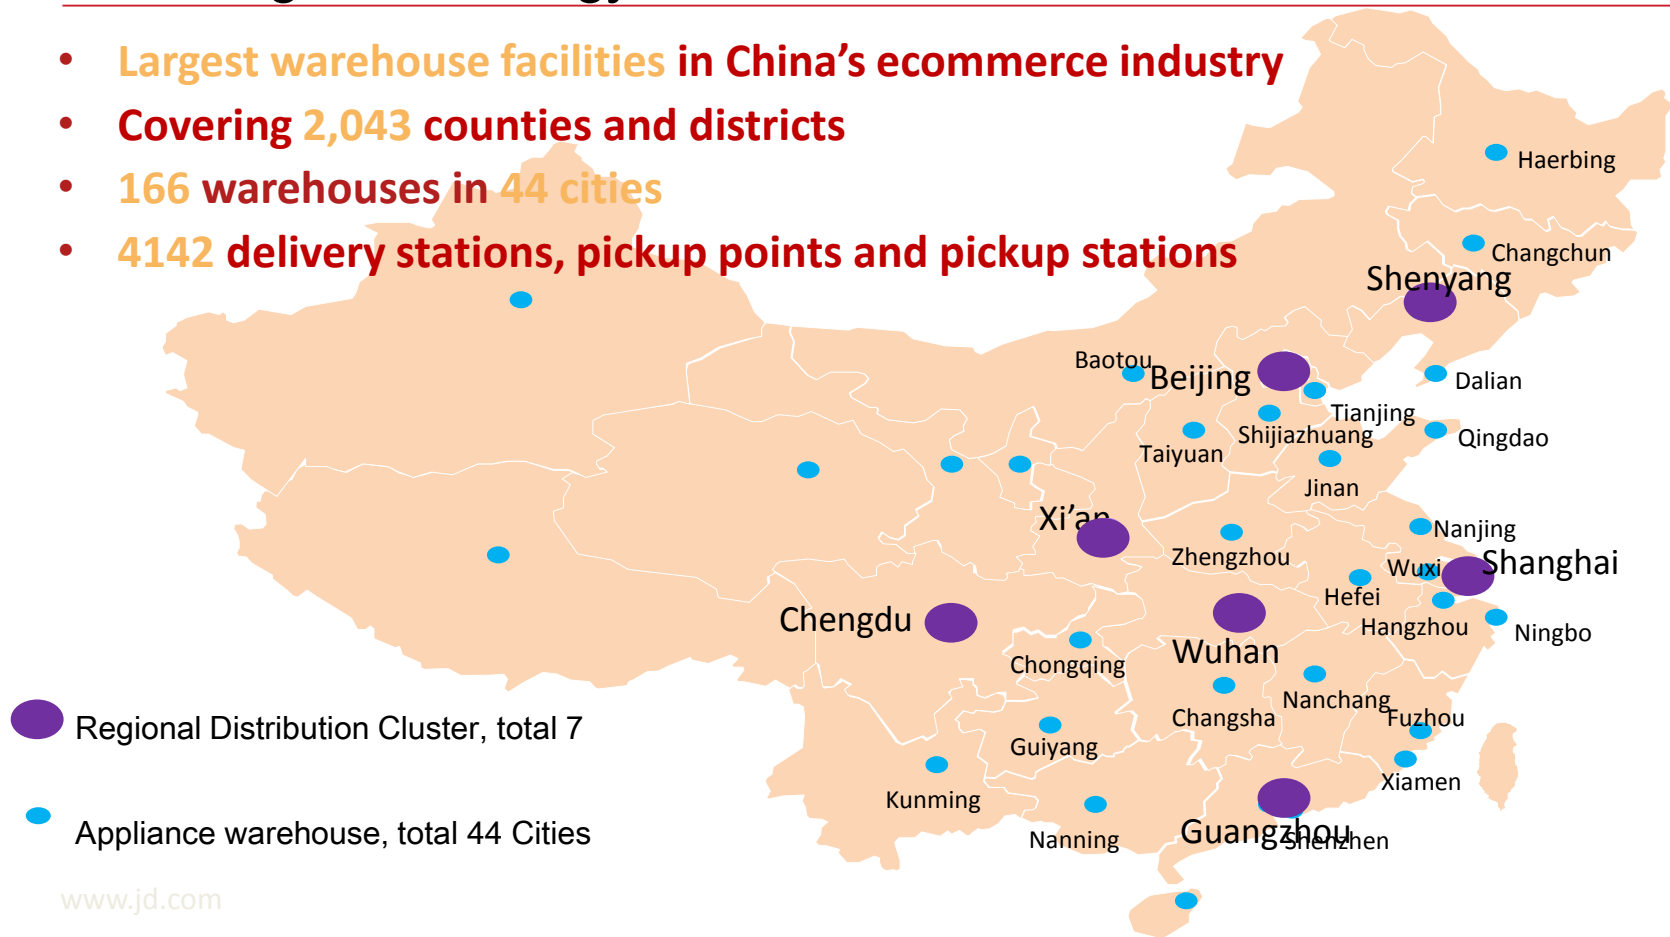 • Largest warehouse facilities in China’s ecommerce industry
• Covering 2,043 counties and districts
• 166 warehouses in 44 cities
• 4142 delivery stations, pickup points and pickup stations
Haerbing
Changchun
Shenyang
Baotou
Beijing
Dalian
Tianjing
Shijiazhuang
Qingdao
Taiyuan
Jinan
Xi’an
Nanjing
Zhengzhou
Wuxi
Shanghai
Hefei
Chengdu
Hangzhou
Ningbo
Wuhan
Chongqing
Nanchang
Changsha
Fuzhou
Regional Distribution Cluster, total 7
Guiyang
Xiamen
Kunming
Appliance warehouse, total 44 Cities
Nanning
Guangzhou
Shenzhen
www.jd.com